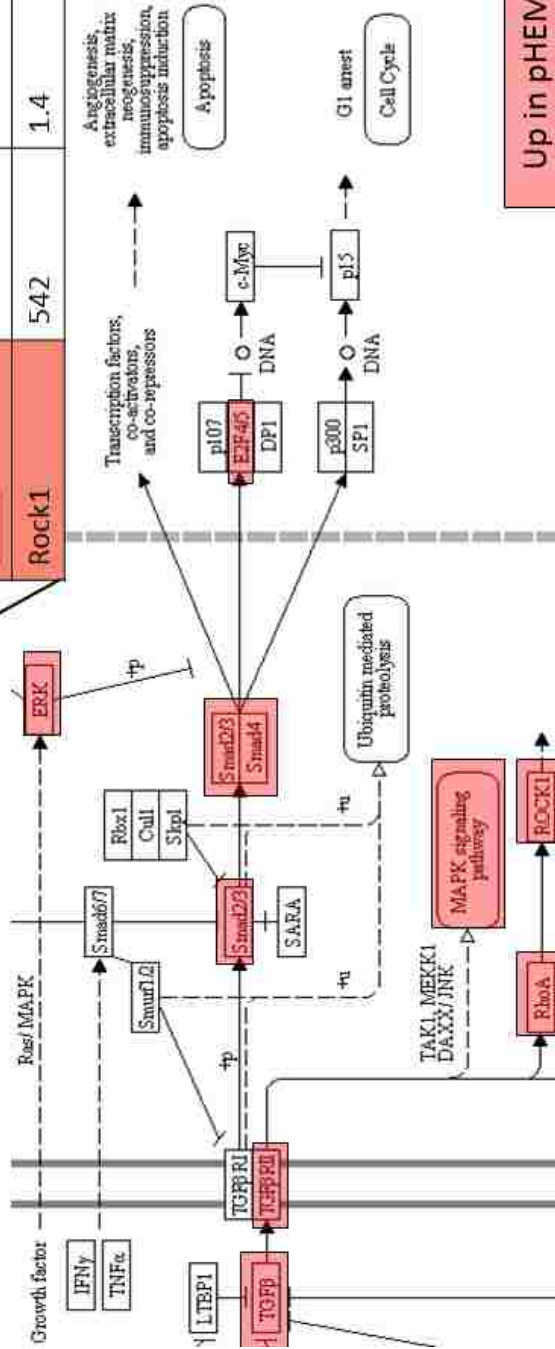 Rock1
542
1.4
Growth factor
Ras/MAPK
ERK
+p
IFNγ
TNFα
Smad6/7
Smurf1/2
Rbx1
Cul1
Skp1
LTBP1
TGFβ
TGFβRI
TGFβRII
+p
Smad2/3
SARA
Smad2/3
Smad4
+u
+u
Ubiquitin mediated
proteolysis
TAK1, MEKK1
DAXX/JNK
MAPK signaling
pathway
RhoA
ROCK1
Transcription factors,
co-activators,
and co-repressors
Angiogenesis,
extracellular matrix
neogenesis,
immunosuppression,
apoptosis induction
Apoptosis
p107
E2F4/5
DP1
DNA
c-Myc
p300
SP1
DNA
p15
G1 arrest
Cell Cycle
Up in pHEM